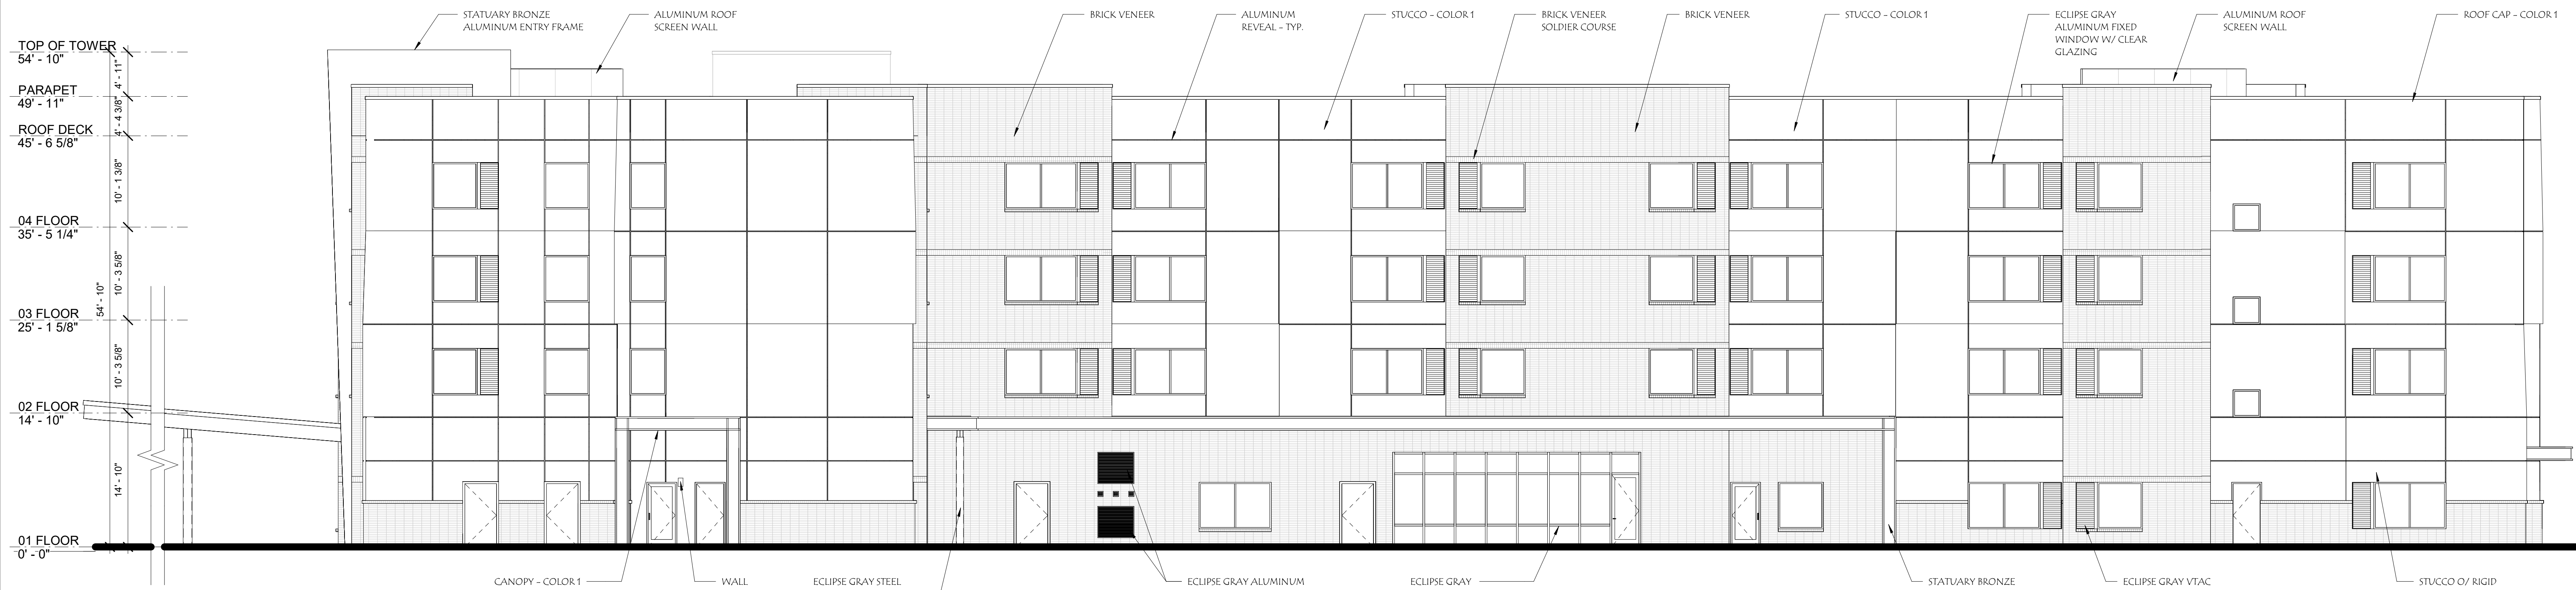 STATUARY BRONZE
ALUMINUM ENTRY FRAME
ALUMINUM ROOF
SCREEN WALL
BRICK VENEER
ALUMINUM
REVEAL - TYP.
STUCCO - COLOR 1
BRICK VENEER
SOLDIER COURSE
BRICK VENEER
STUCCO - COLOR 1
ECLIPSE GRAY
ALUMINUM FIXED
WINDOW W/ CLEAR
GLAZING
ALUMINUM ROOF
SCREEN WALL
ROOF CAP - COLOR 1
TOP OF TOWER
54' - 10"
PARAPET
49' - 11"
ROOF DECK
45' - 6 5/8"
04 FLOOR
35' - 5 1/4"
03 FLOOR
25' - 1 5/8"
02 FLOOR
14' - 10"
01 FLOOR
0' - 0"
4' - 11"
4' - 4 3/8"
10' - 1 3/8"
10' - 3 5/8"
10' - 3 5/8"
14' - 10"
54' - 10"
CANOPY - COLOR 1
WALL
ECLIPSE GRAY STEEL
ECLIPSE GRAY ALUMINUM
ECLIPSE GRAY
STATUARY BRONZE
ECLIPSE GRAY VTAC
STUCCO O/ RIGID